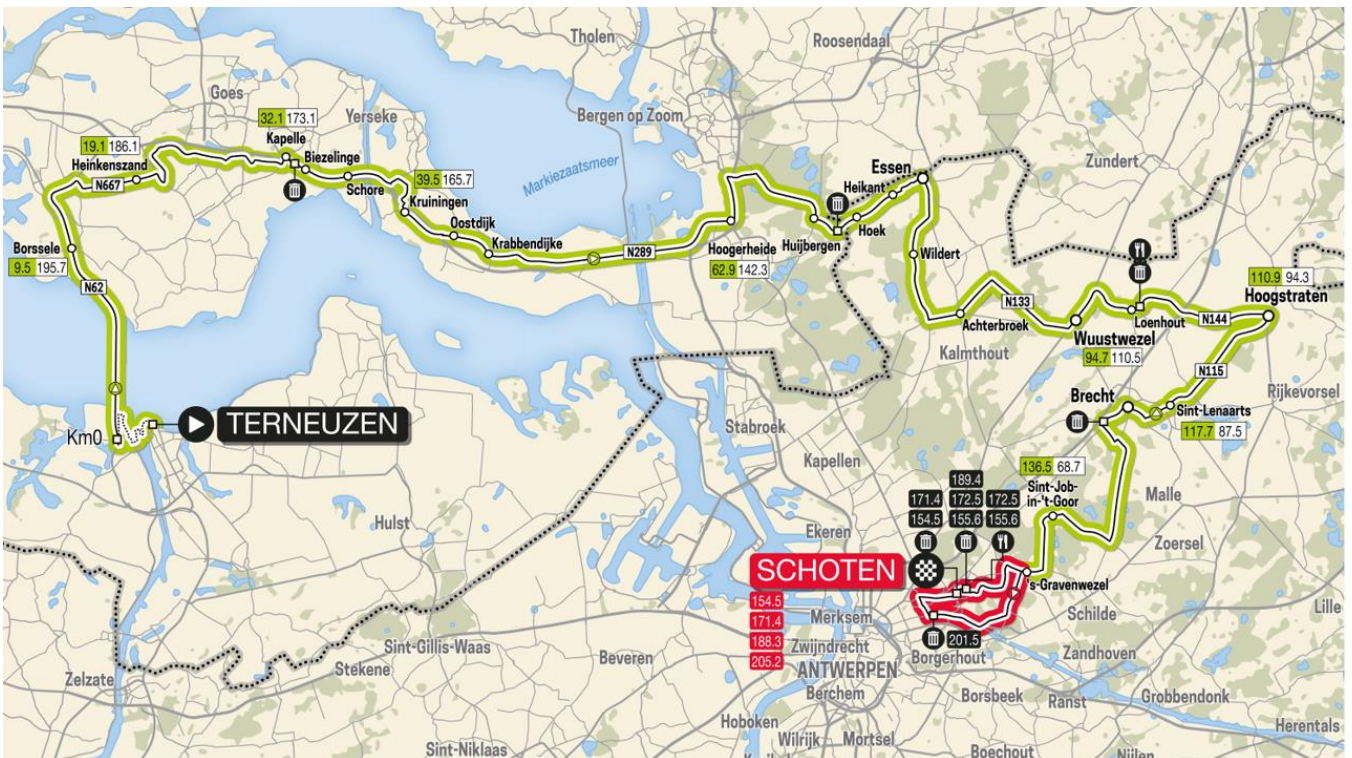 Tholen
Roosendaal
Goes
32.1 173.1
Yerseke
Bergen op Zoom
19.1 186.1
Kapelle
Heinkenszand
Biezelinge
Zundert
N667
Schore
39.5 165.7
Markiezaatsmeer
Essen
Heikant
Kruiningen
Oostdijk
Hoek
Krabbendijke
Hoogerheide
Huijbergen
Borssele
N289
Wildert
9.5 195.7
62.9 142.3
110.9 94.3
Hoogstraten
N62
N133
Loenhout
N144
Achterbroek
Wuustwezel
Kalmthout
94.7 110.5
N115
Rijkevorsel
Brecht
Sint-Lenaarts
TERNEUZEN
Km0
Stabroek
117.7 87.5
Kapellen
136.5 68.7
189.4
Sint-Job-
in-'t-Goor
Malle
171.4 172.5 172.5
154.5 155.6 155.6
Hulst
Ekeren
Zoersel
SCHOTEN
's-Gravenwezel
154.5
171.4
188.3
205.2
Merksem
Schilde
Lille
Zwijndrecht
201.5
Sint-Gillis-Waas
Beveren
Borgerhout
Zandhoven
Stekene
ANTWERPEN
Zelzate
Berchem
Borsbeek
Ranst
Grobbendonk
Hoboken
Herentals
Sint-Niklaas
Wilrijk
Mortsel
Boechout
Nijlen